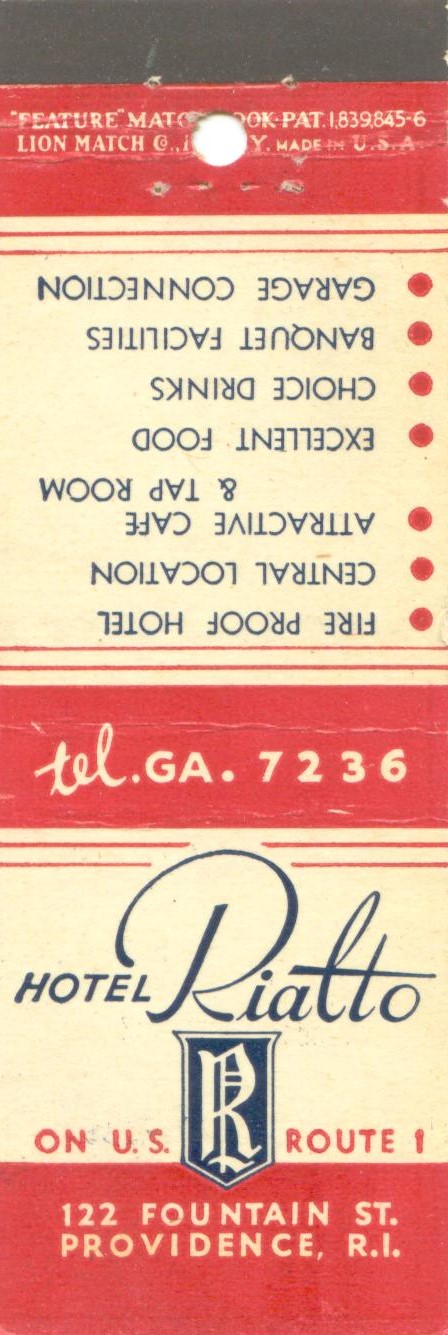 "FEATURE" PAT. 1,839,845-6
LION MATCH CO., MADE IN U.S.A
• FIRE PROOF HOTEL
• CENTRAL LOCATION
• ATTRACTIVE CAFE
& TAP ROOM
• EXCELLENT FOOD
• CHOICE DRINKS
• BANQUET FACILITIES
• GARAGE CONNECTION
tel. GA. 7236
HOTEL Rialto
R
ON U.S. ROUTE 1
122 FOUNTAIN ST.
PROVIDENCE, R.I.